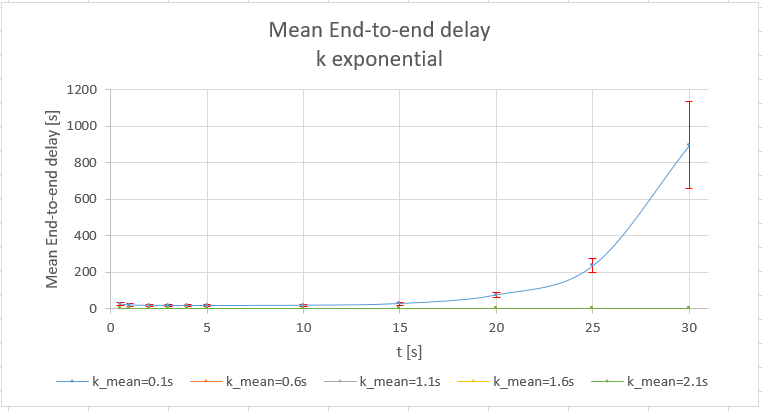 Mean End-to-end delay
k exponential
1200
1000
800
600
400
200
0
Mean End-to-end delay [s]
0 5 10 15 20 25 30
t [s]
k_mean=0.1s k_mean=0.6s k_mean=1.1s k_mean=1.6s k_mean=2.1s